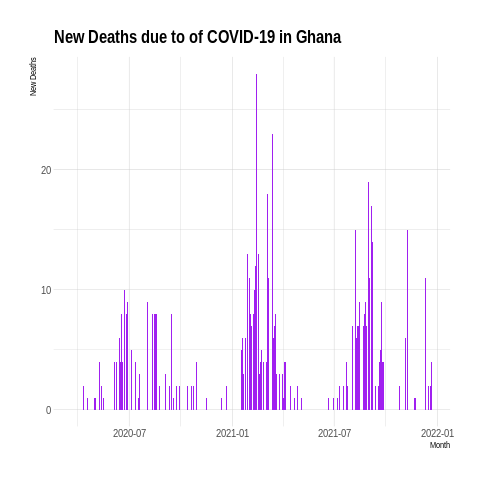 New Deaths due to of COVID-19 in Ghana
New Deaths
20
10
0
2020-07 2021-01 2021-07 2022-01
Month